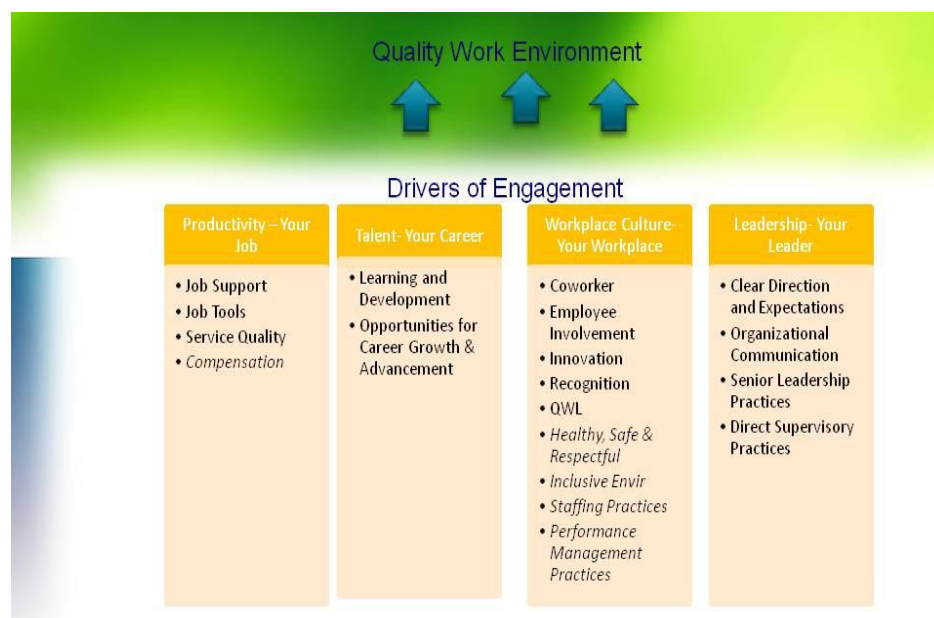 Quality Work Environment
Drivers of Engagement
Productivity – Your
Job
• Job Support
• Job Tools
• Service Quality
• Compensation
Talent- Your Career
• Learning and
Development
• Opportunities for
Career Growth &
Advancement
Workplace Culture-
Your Workplace
• Coworker
• Employee
Involvement
• Innovation
• Recognition
• QWL
• Healthy, Safe &
Respectful
• Inclusive Envir
• Staffing Practices
• Performance
Management
Practices
Leadership- Your
Leader
• Clear Direction
and Expectations
• Organizational
Communication
• Senior Leadership
Practices
• Direct Supervisory
Practices